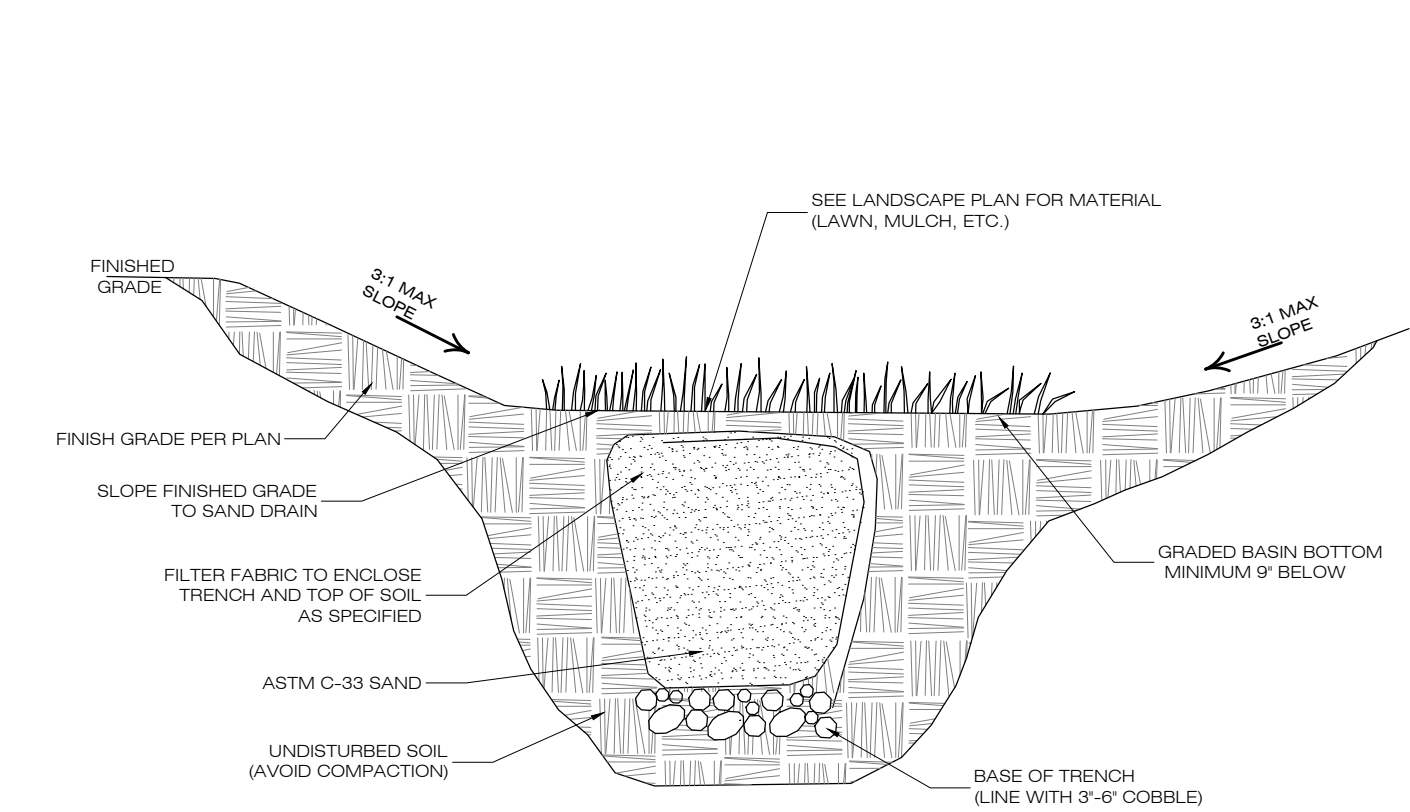 SEE LANDSCAPE PLAN FOR MATERIAL
(LAWN, MULCH, ETC.)
FINISHED
GRADE
3:1 MAX
SLOPE
3:1 MAX
SLOPE
FINISH GRADE PER PLAN
SLOPE FINISHED GRADE
TO SAND DRAIN
GRADED BASIN BOTTOM
MINIMUM 9" BELOW
FILTER FABRIC TO ENCLOSE
TRENCH AND TOP OF SOIL
AS SPECIFIED
ASTM C-33 SAND
UNDISTURBED SOIL
(AVOID COMPACTION)
BASE OF TRENCH
(LINE WITH 3"-6" COBBLE)